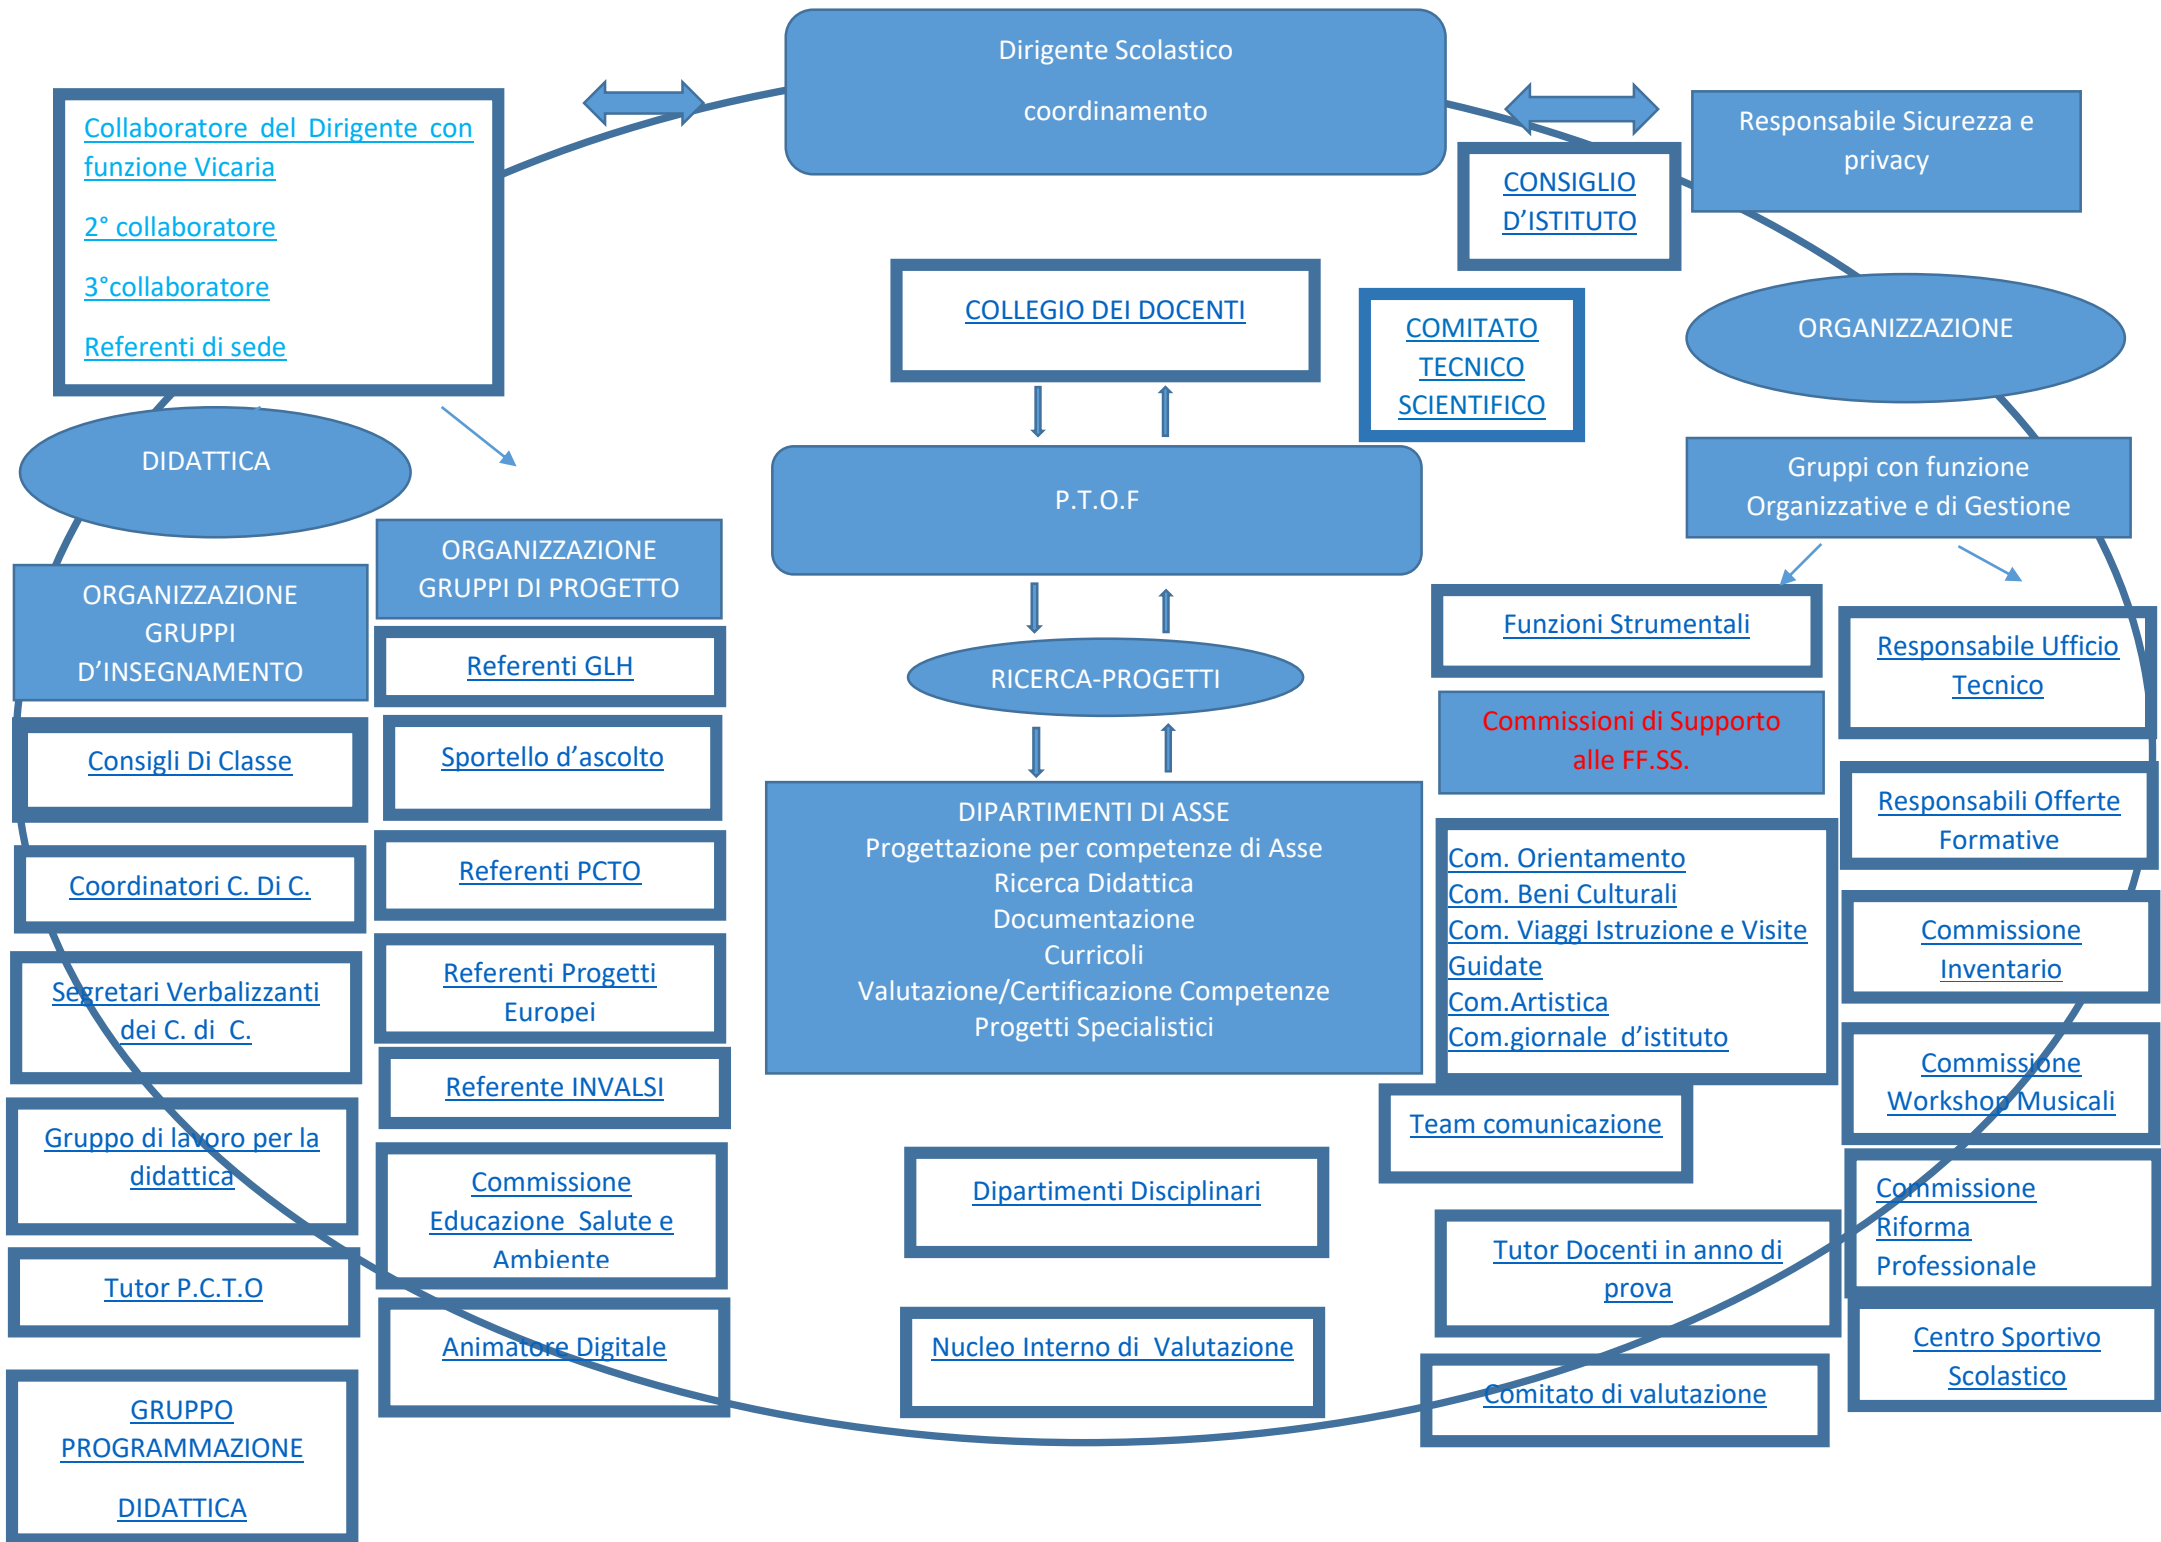 Dirigente Scolastico
coordinamento
Collaboratore del Dirigente con
funzione Vicaria
2° collaboratore
3°collaboratore
Referenti di sede
Responsabile Sicurezza e
privacy
CONSIGLIO
D'ISTITUTO
COLLEGIO DEI DOCENTI
COMITATO
TECNICO
SCIENTIFICO
ORGANIZZAZIONE
DIDATTICA
P.T.O.F
Gruppi con funzione
Organizzative e di Gestione
ORGANIZZAZIONE
GRUPPI
D'INSEGNAMENTO
Consigli Di Classe
Coordinatori C. Di C.
Segretari Verbalizzanti
dei C. di  C.
Gruppo di lavoro per la
didattica
Tutor P.C.T.O
GRUPPO
PROGRAMMAZIONE
DIDATTICA
ORGANIZZAZIONE
GRUPPI DI PROGETTO
Referenti GLH
Sportello d'ascolto
Referenti PCTO
Referenti Progetti
Europei
Referente INVALSI
Commissione
Educazione  Salute e
Ambiente
Animatore Digitale
RICERCA-PROGETTI
DIPARTIMENTI DI ASSE
Progettazione per competenze di Asse
Ricerca Didattica
Documentazione
Curricoli
Valutazione/Certificazione Competenze
Progetti Specialistici
Dipartimenti Disciplinari
Nucleo Interno di  Valutazione
Funzioni Strumentali
Commissioni di Supporto
alle FF.SS.
Com. Orientamento
Com. Beni Culturali
Com. Viaggi Istruzione e Visite
Guidate
Com.Artistica
Com.giornale  d'istituto
Team comunicazione
Tutor Docenti in anno di
prova
Comitato di valutazione
Responsabile Ufficio
Tecnico
Responsabili Offerte
Formative
Commissione
Inventario
Commissione
Workshop Musicali
Commissione
Riforma
Professionale
Centro Sportivo
Scolastico